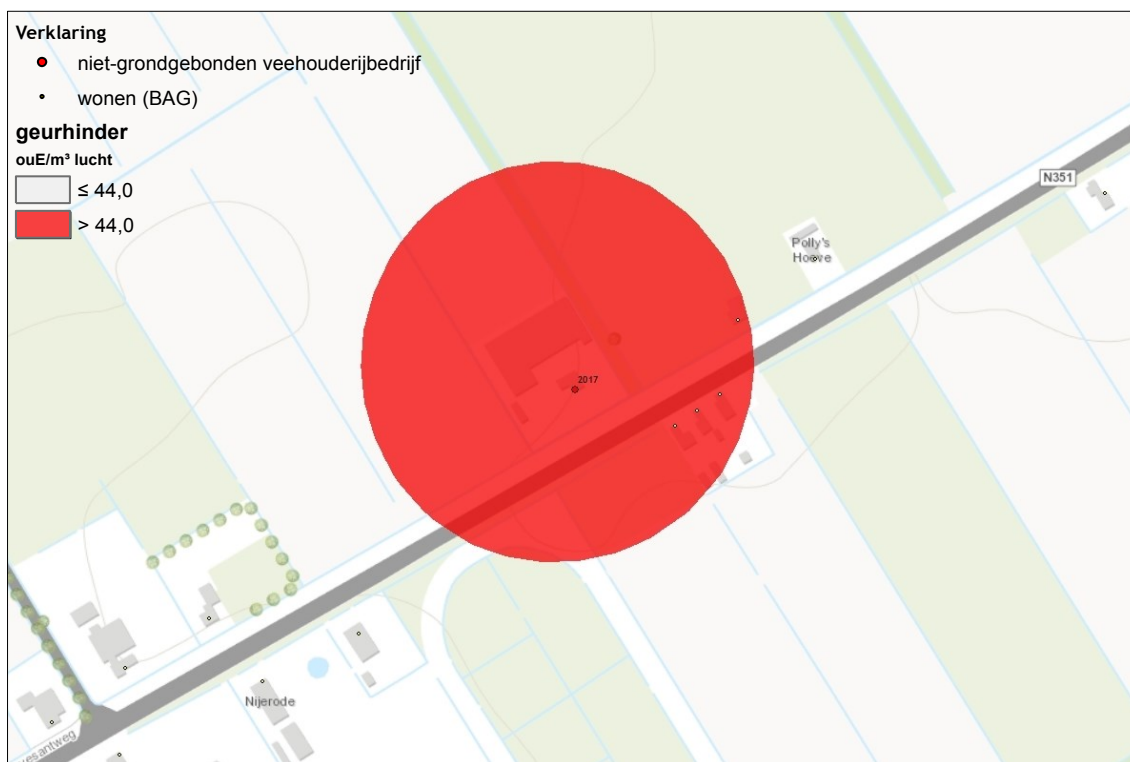 Verklaring
niet-grondgebonden veehouderijbedrijf
wonen (BAG)
geurhinder
ouE/m³ lucht
≤ 44,0
> 44,0
N351
Polly's
Hoeve
2017
Nijerode
vesantweg